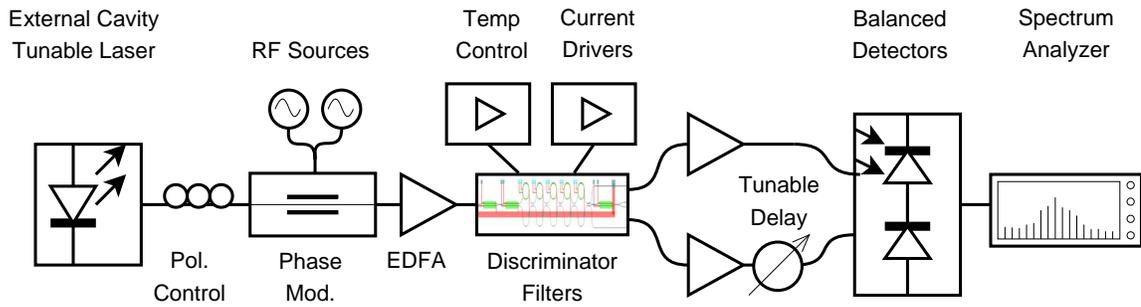 External Cavity
Tunable Laser
RF Sources
Temp
Control
Current
Drivers
Balanced
Detectors
Spectrum
Analyzer
Pol.
Control
Phase
Mod.
EDFA
Discriminator
Filters
Tunable
Delay